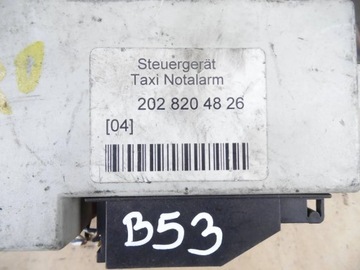 Steuergerät
Taxi Notalarm
202 820 48 26
[04]
B53